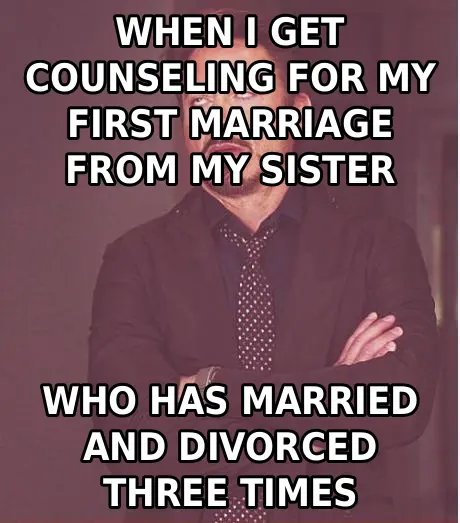 WHEN I GET
COUNSELING FOR MY
FIRST MARRIAGE
FROM MY SISTER
WHO HAS MARRIED
AND DIVORCED
THREE TIMES